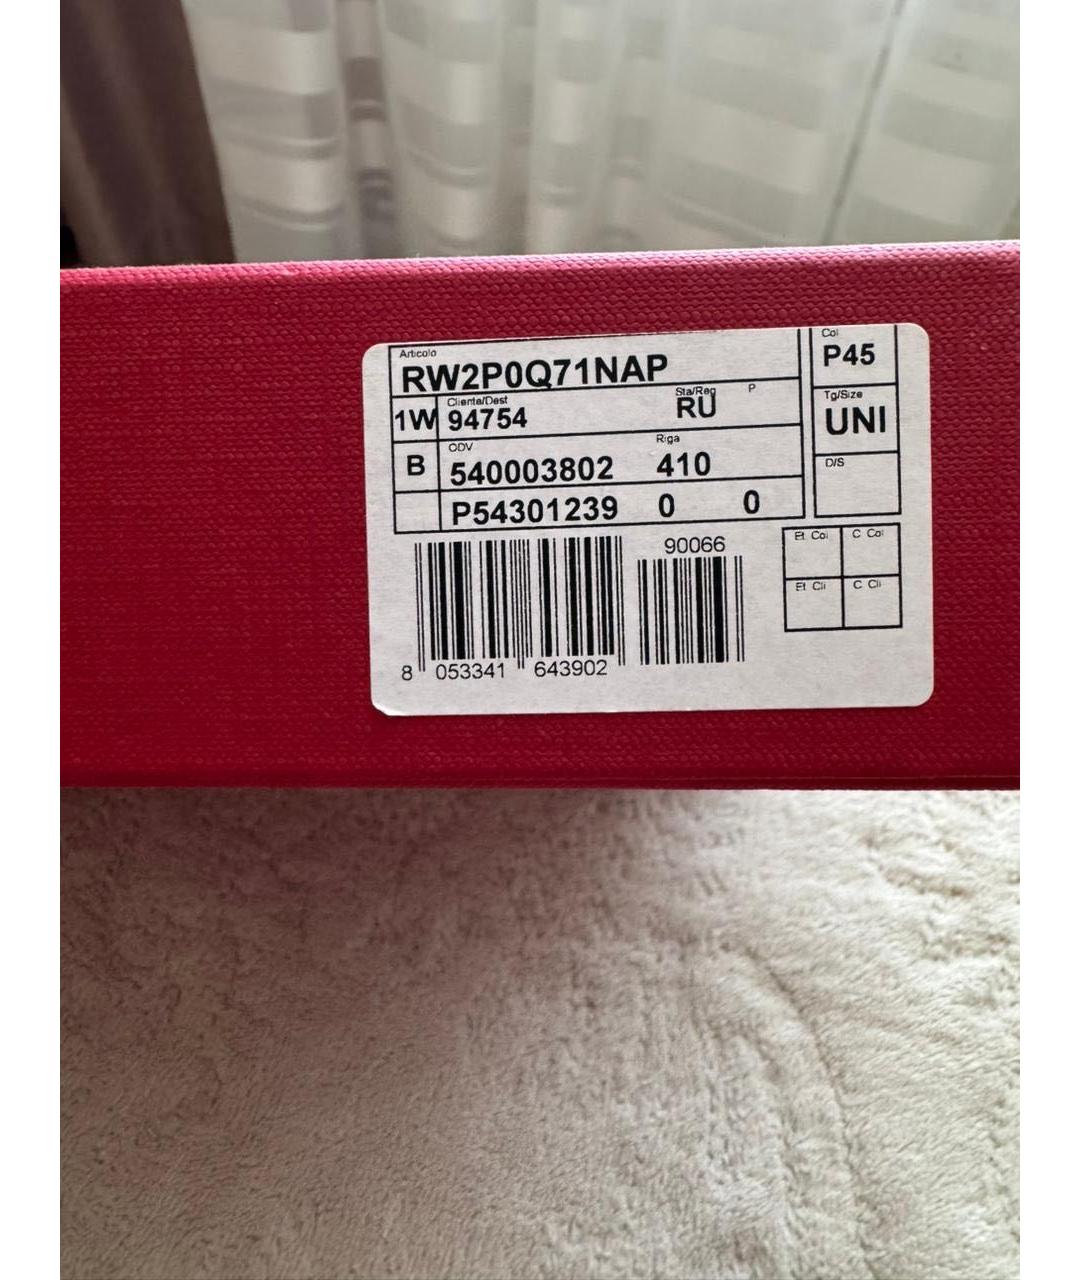 Articolo
RW2P0Q71NAP
Col
P45
1W
Cliente/Dest
94754
Sta/Reg
RU
P
Tg/Size
UNI
B
ODV
540003802
Riga
410
D/S
P54301239 0 0
90066
Et Col C Col
Et Cli C Cli
8 053341 643902